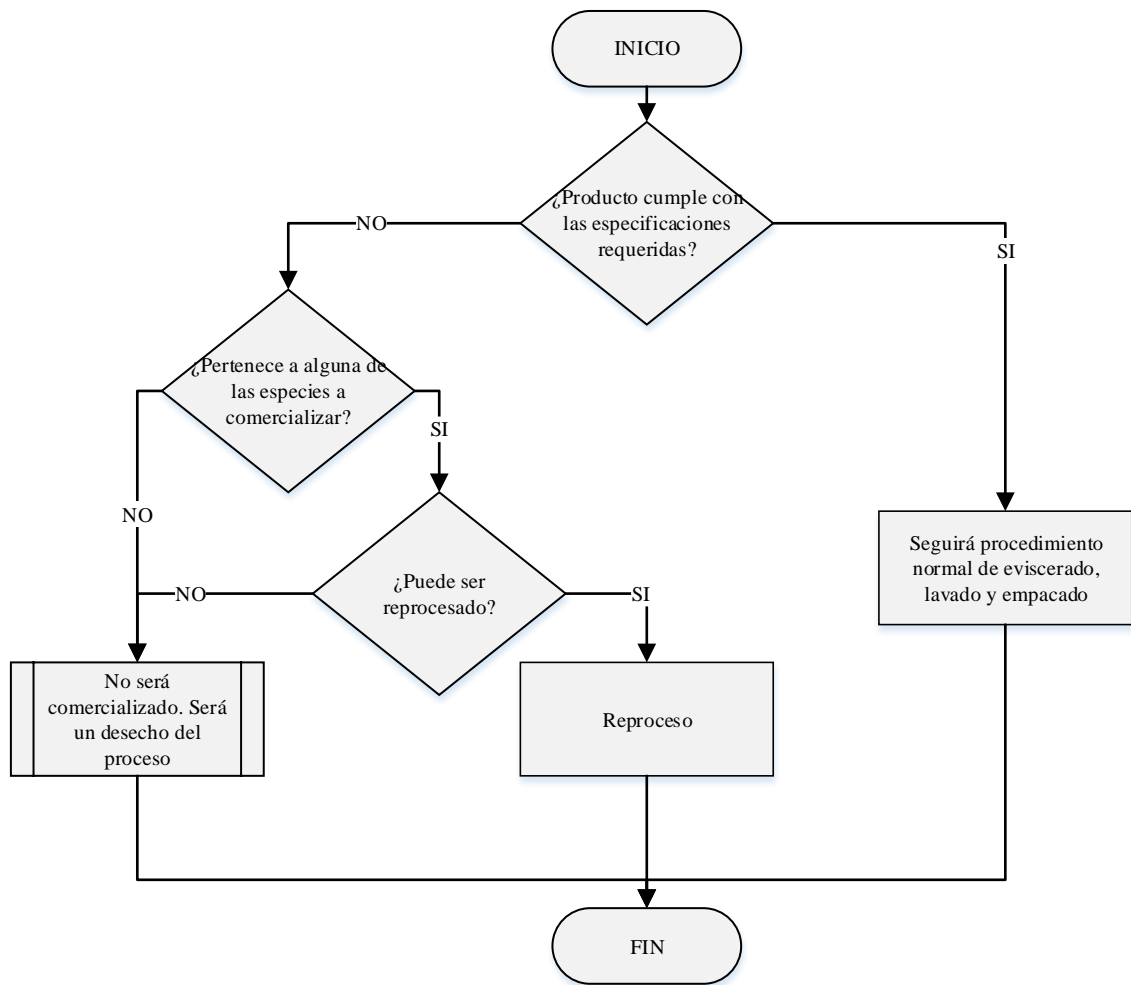 INICIO
¿Producto cumple con
las especificaciones
requeridas?
NO
SI
¿Pertenece a alguna de
las especies a
comercializar?
SI
NO
¿Puede ser
reprocesado?
NO
SI
Seguirá procedimiento
normal de eviscerado,
lavado y empacado
No será
comercializado. Será
un desecho del
proceso
Reproceso
FIN